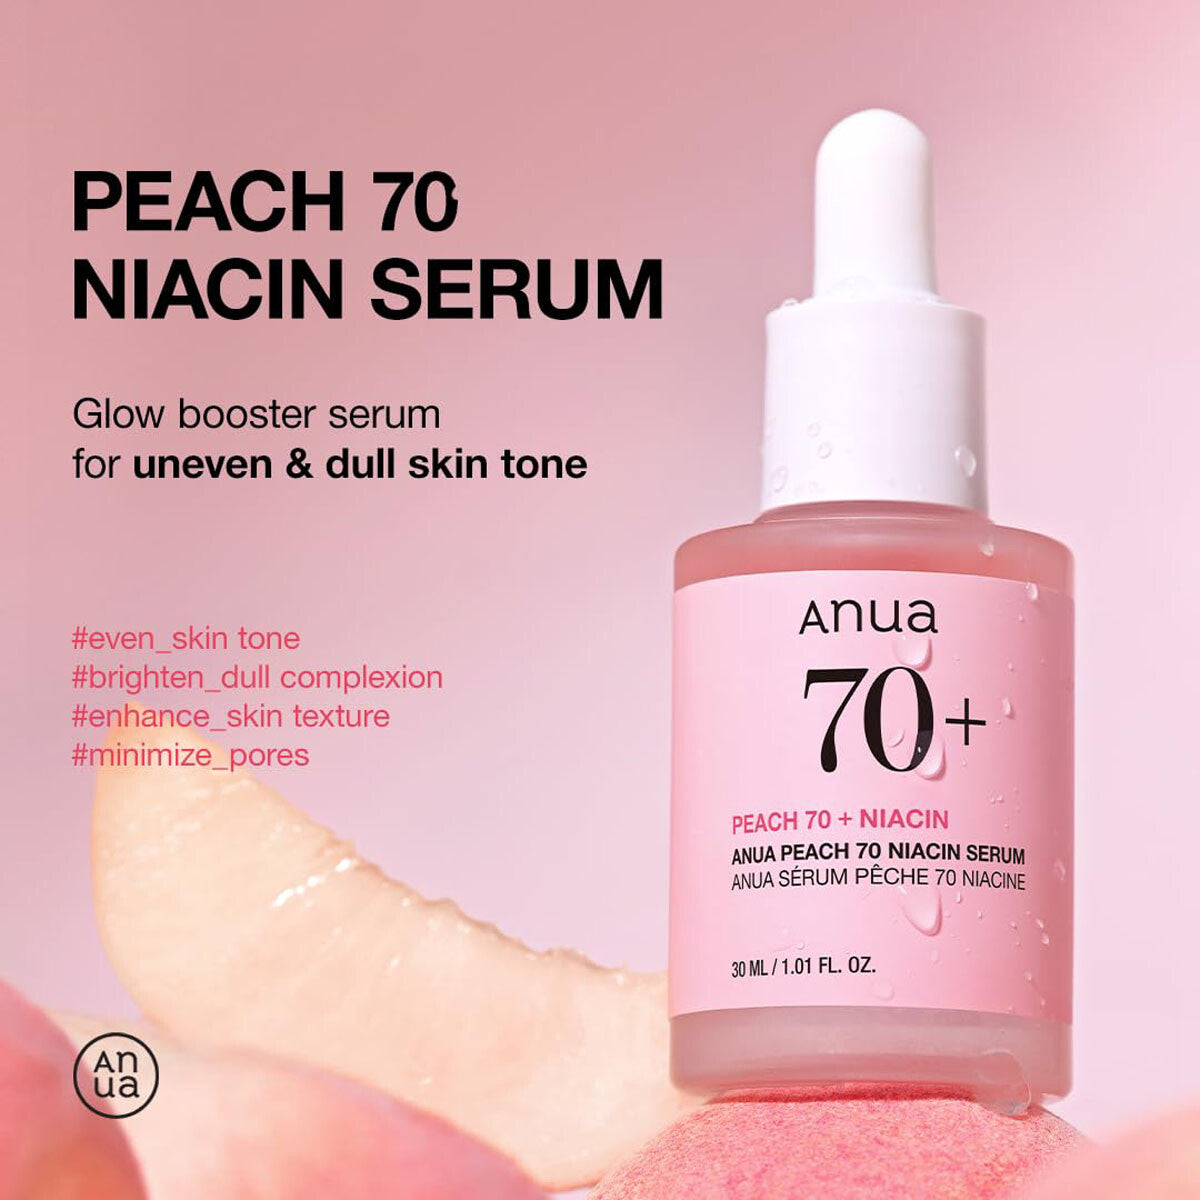 PEACH 70
NIACIN SERUM
Glow booster serum
for uneven & dull skin tone
#even_skin tone
#brighten_dull complexion
#enhance_skin texture
#minimize_pores
Anua
70+
PEACH 70 + NIACIN
ANUA PEACH 70 NIACIN SERUM
ANUA SÉRUM PÊCHE 70 NIACINE
30 ML / 1.01 FL. OZ.
An
ua